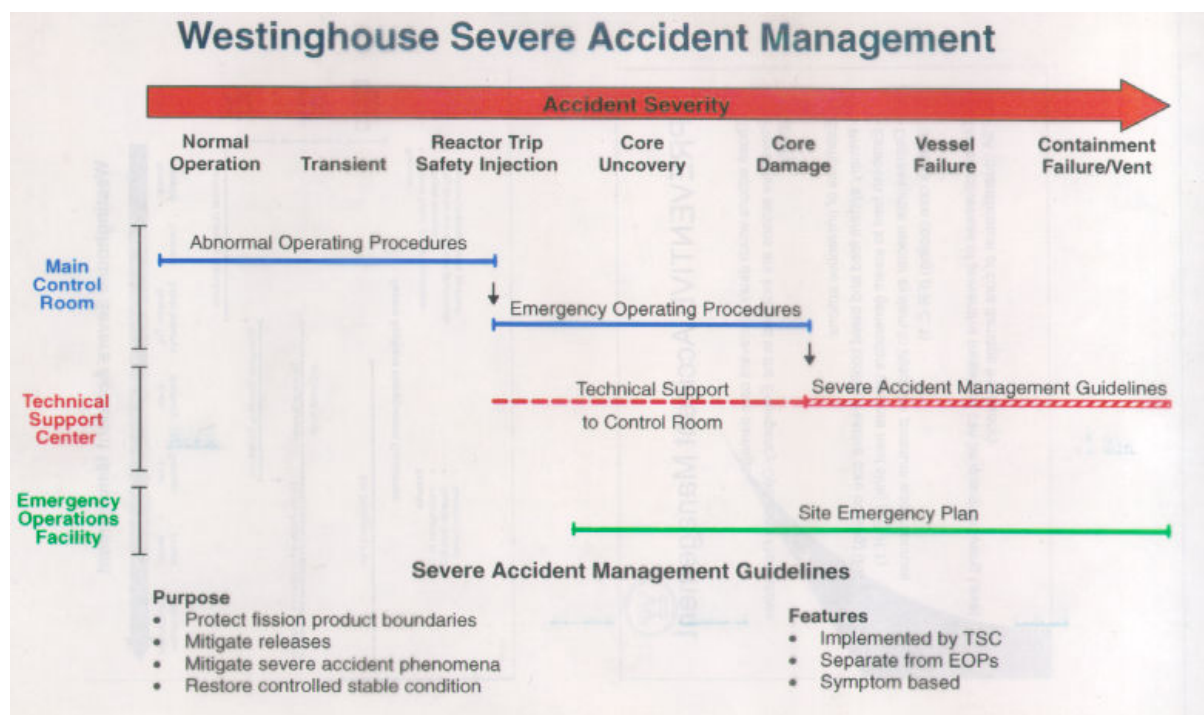 Westinghouse Severe Accident Management
Accident Severity
Normal
Operation
Transient
Reactor Trip
Safety Injection
Core
Uncovery
Core
Damage
Vessel
Failure
Containment
Failure/Vent
Main
Control
Room
Abnormal Operating Procedures
Emergency Operating Procedures
Technical
Support
Center
Technical Support
to Control Room
Severe Accident Management Guidelines
Emergency
Operations
Facility
Site Emergency Plan
Severe Accident Management Guidelines
Purpose
• Protect fission product boundaries
• Mitigate releases
• Mitigate severe accident phenomena
• Restore controlled stable condition
Features
• Implemented by TSC
• Separate from EOPs
• Symptom based